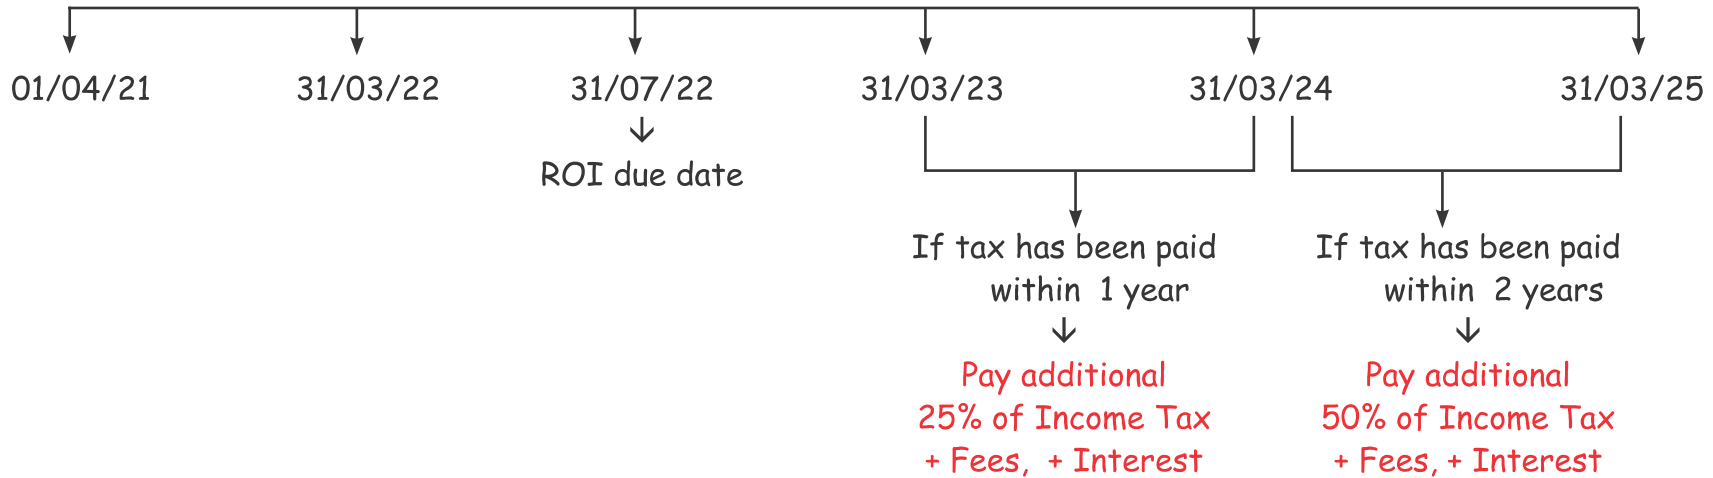 01/04/21 31/03/22 31/07/22 31/03/23 31/03/24 31/03/25
ROI due date
If tax has been paid
within 1 year
Pay additional
25% of Income Tax
+ Fees, + Interest
If tax has been paid
within 2 years
Pay additional
50% of Income Tax
+ Fees, + Interest